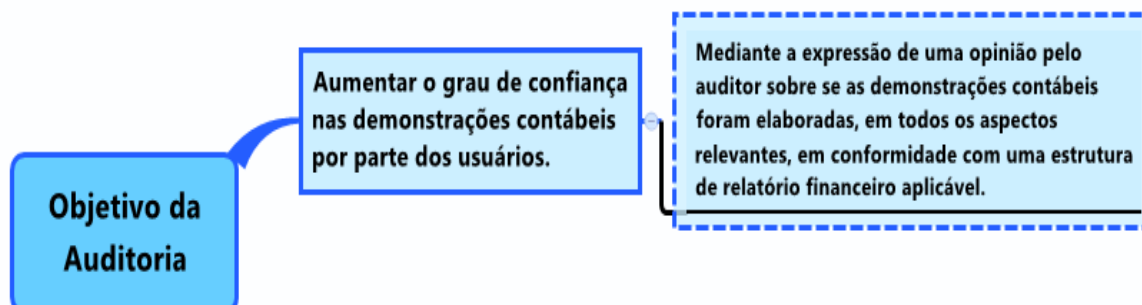 Objetivo da
Auditoria
Aumentar o grau de confiança
nas demonstrações contábeis
por parte dos usuários.
Mediante a expressão de uma opinião pelo
auditor sobre se as demonstrações contábeis
foram elaboradas, em todos os aspectos
relevantes, em conformidade com uma estrutura
de relatório financeiro aplicável.